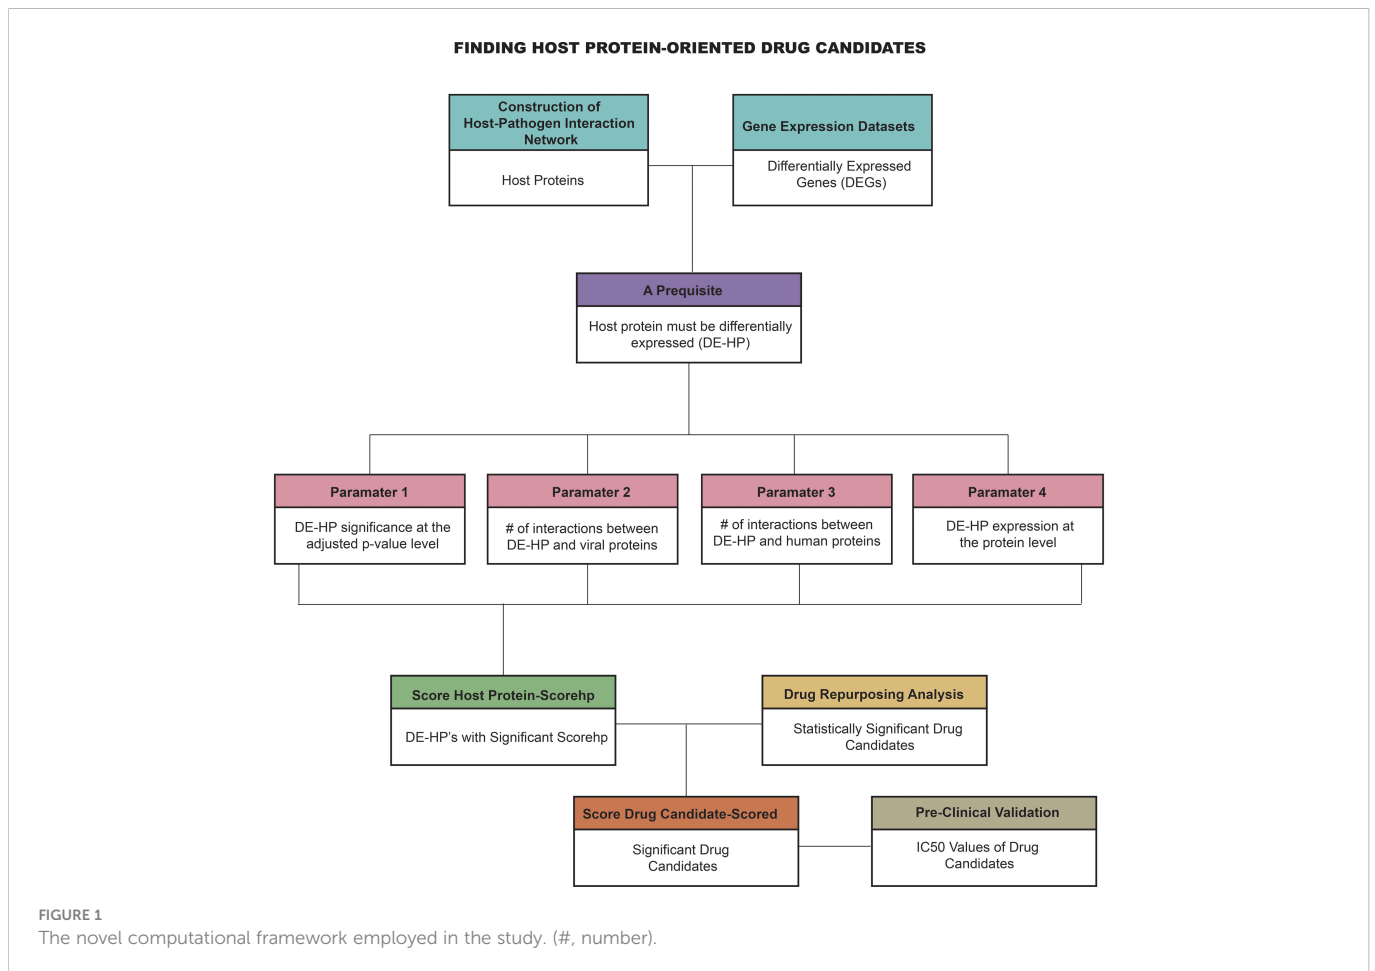 FINDING HOST PROTEIN-ORIENTED DRUG CANDIDATES
Construction of
Host-Pathogen Interaction
Network
Host Proteins
Gene Expression Datasets
Differentially Expressed
Genes (DEGs)
A Prequisite
Host protein must be differentially
expressed (DE-HP)
Paramater 1
DE-HP significance at the
adjusted p-value level
Paramater 2
# of interactions between
DE-HP and viral proteins
Paramater 3
# of interactions between
DE-HP and human proteins
Paramater 4
DE-HP expression at
the protein level
Score Host Protein-Scorehp
DE-HP's with Significant Scorehp
Drug Repurposing Analysis
Statistically Significant Drug
Candidates
Score Drug Candidate-Scored
Significant Drug
Candidates
Pre-Clinical Validation
IC50 Values of Drug
Candidates
FIGURE 1
The novel computational framework employed in the study. (#, number).